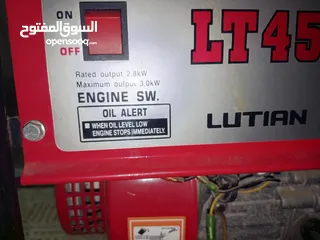 السوق المفتوح
opensooq.com
ON
OFF
LT45
Rated output 2.8kW
Maximum output 3.0kW
ENGINE SW.
OIL ALERT
WHEN OIL LEVEL LOW
ENGINE STOPS IMMEDIATELY.
LUTIAN